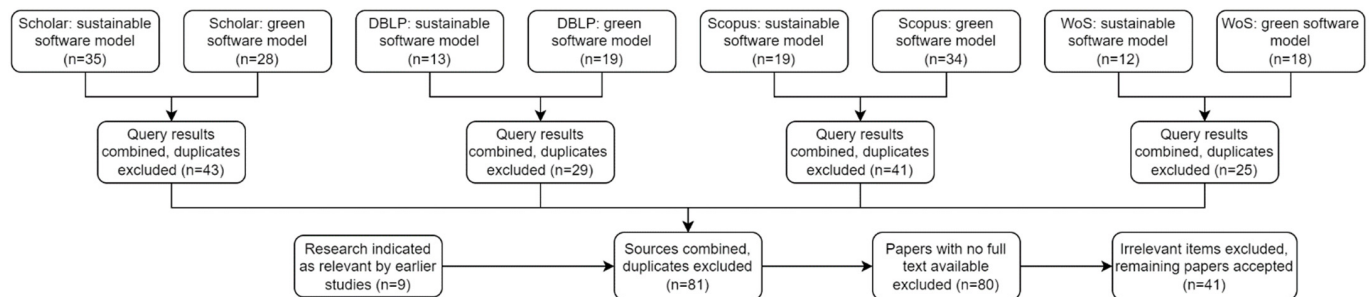 Scholar: sustainable
software model
(n=35)
Scholar: green
software model
(n=28)
DBLP: sustainable
software model
(n=13)
DBLP: green
software model
(n=19)
Scopus: sustainable
software model
(n=19)
Scopus: green
software model
(n=34)
WoS: sustainable
software model
(n=12)
WoS: green software
model
(n=18)
Query results
combined, duplicates
excluded (n=43)
Query results
combined, duplicates
excluded (n=29)
Query results
combined, duplicates
excluded (n=41)
Query results
combined, duplicates
excluded (n=25)
Research indicated
as relevant by earlier
studies (n=9)
Sources combined,
duplicates excluded
(n=81)
Papers with no full
text available
excluded (n=80)
Irrelevant items excluded,
remaining papers accepted
(n=41)